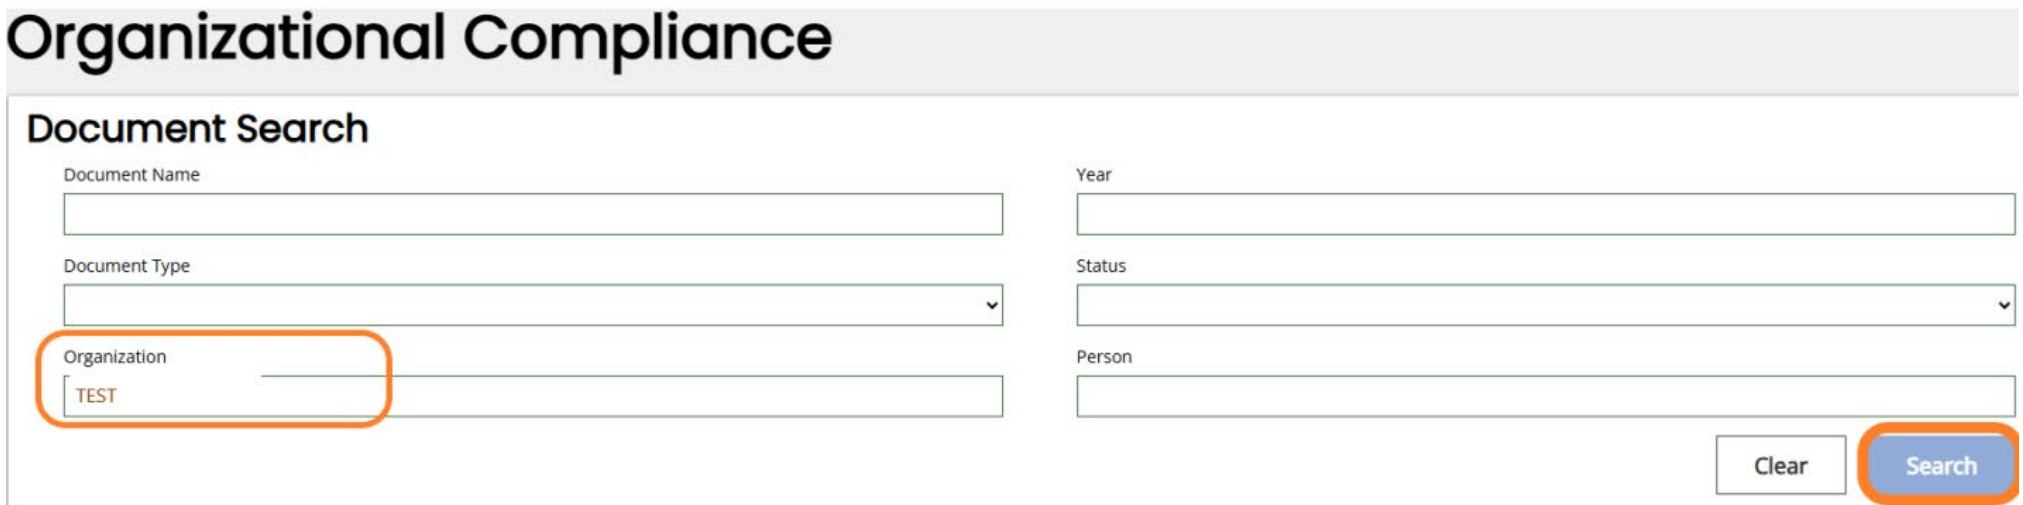 Organizational Compliance
Document Search
Document Name
Year
Document Type
Status
Organization
Person
TEST
Clear
Search